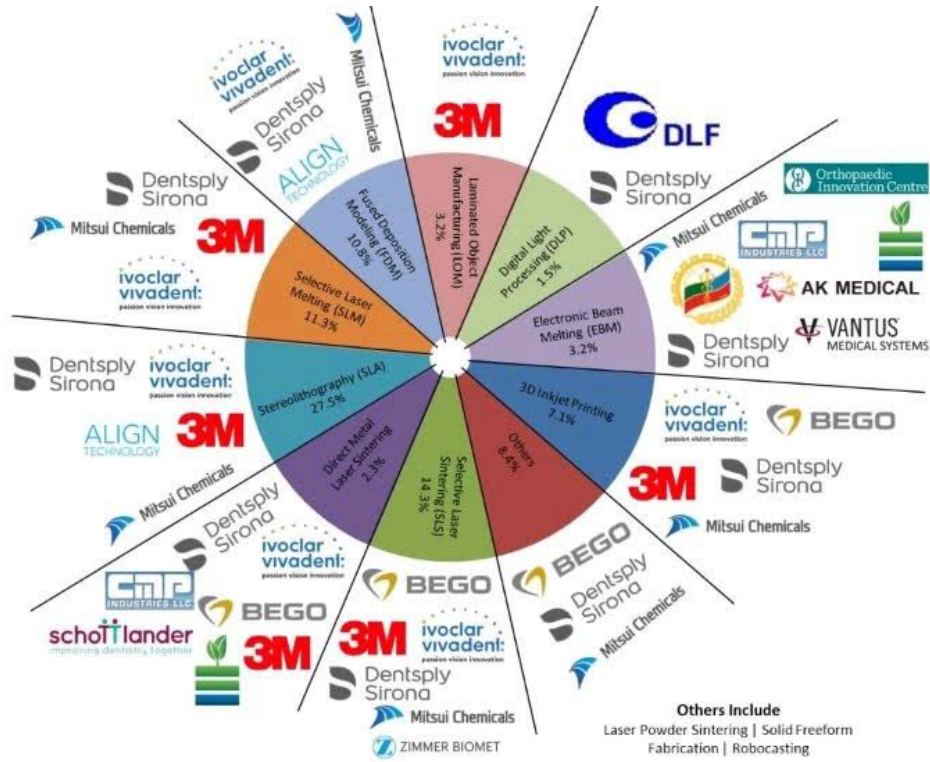 ivoclar
vivadent:
passion vision innovation
Mitsui Chemicals
Dentsply
Sirona
ALIGN
TECHNOLOGY
ivoclar
vivadent:
passion vision innovation
3M
DLF
Dentsply
Sirona
Mitsui Chemicals
Orthopaedic
Innovation Centre
CMP
INDUSTRIES LLC
AK MEDICAL
VANTUS
MEDICAL SYSTEMS
Dentsply
Sirona
Dentsply
Sirona
Mitsui Chemicals
3M
ivoclar
vivadent:
passion vision innovation
Fused Deposition
Modeling (FDM)
10.8%
Laminated Object
Manufacturing (LOM)
3.2%
Digital Light
Processing (DLP)
1.5%
Electronic Beam
Melting (EBM)
3.2%
3D Inkjet Printing
7.1%
Others
8.4%
Selective Laser
Sintering (SLS)
14.3%
Direct Metal
Laser Sintering
2.3%
Stereolithography (SLA)
27.5%
Selective Laser
Melting (SLM)
11.3%
Dentsply
Sirona
ivoclar
vivadent:
passion vision innovation
ALIGN
TECHNOLOGY
3M
Mitsui Chemicals
ivoclar
vivadent:
passion vision innovation
BEGO
3M
Dentsply
Sirona
Mitsui Chemicals
Dentsply
Sirona
ivoclar
vivadent:
passion vision innovation
CMP
INDUSTRIES LLC
BEGO
schottlander
improving dentistry together
3M
BEGO
3M
ivoclar
vivadent:
passion vision innovation
Dentsply
Sirona
Mitsui Chemicals
ZIMMER BIOMET
BEGO
Dentsply
Sirona
Mitsui Chemicals
Others Include
Laser Powder Sintering | Solid Freeform
Fabrication | Robocasting